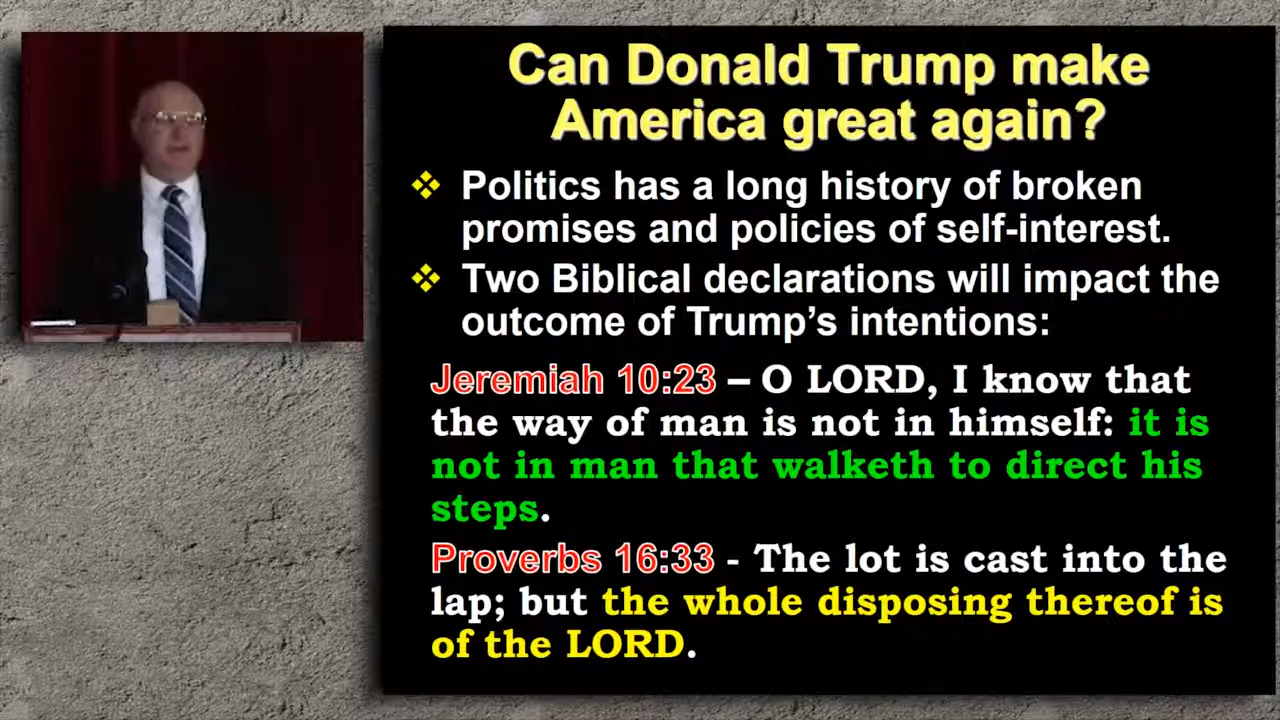 Can Donald Trump make
America great again?
❖ Politics has a long history of broken
promises and policies of self-interest.
❖ Two Biblical declarations will impact the
outcome of Trump’s intentions:
Jeremiah 10:23 – O LORD, I know that
the way of man is not in himself: it is
not in man that walketh to direct his
steps.
Proverbs 16:33 - The lot is cast into the
lap; but the whole disposing thereof is
of the LORD.